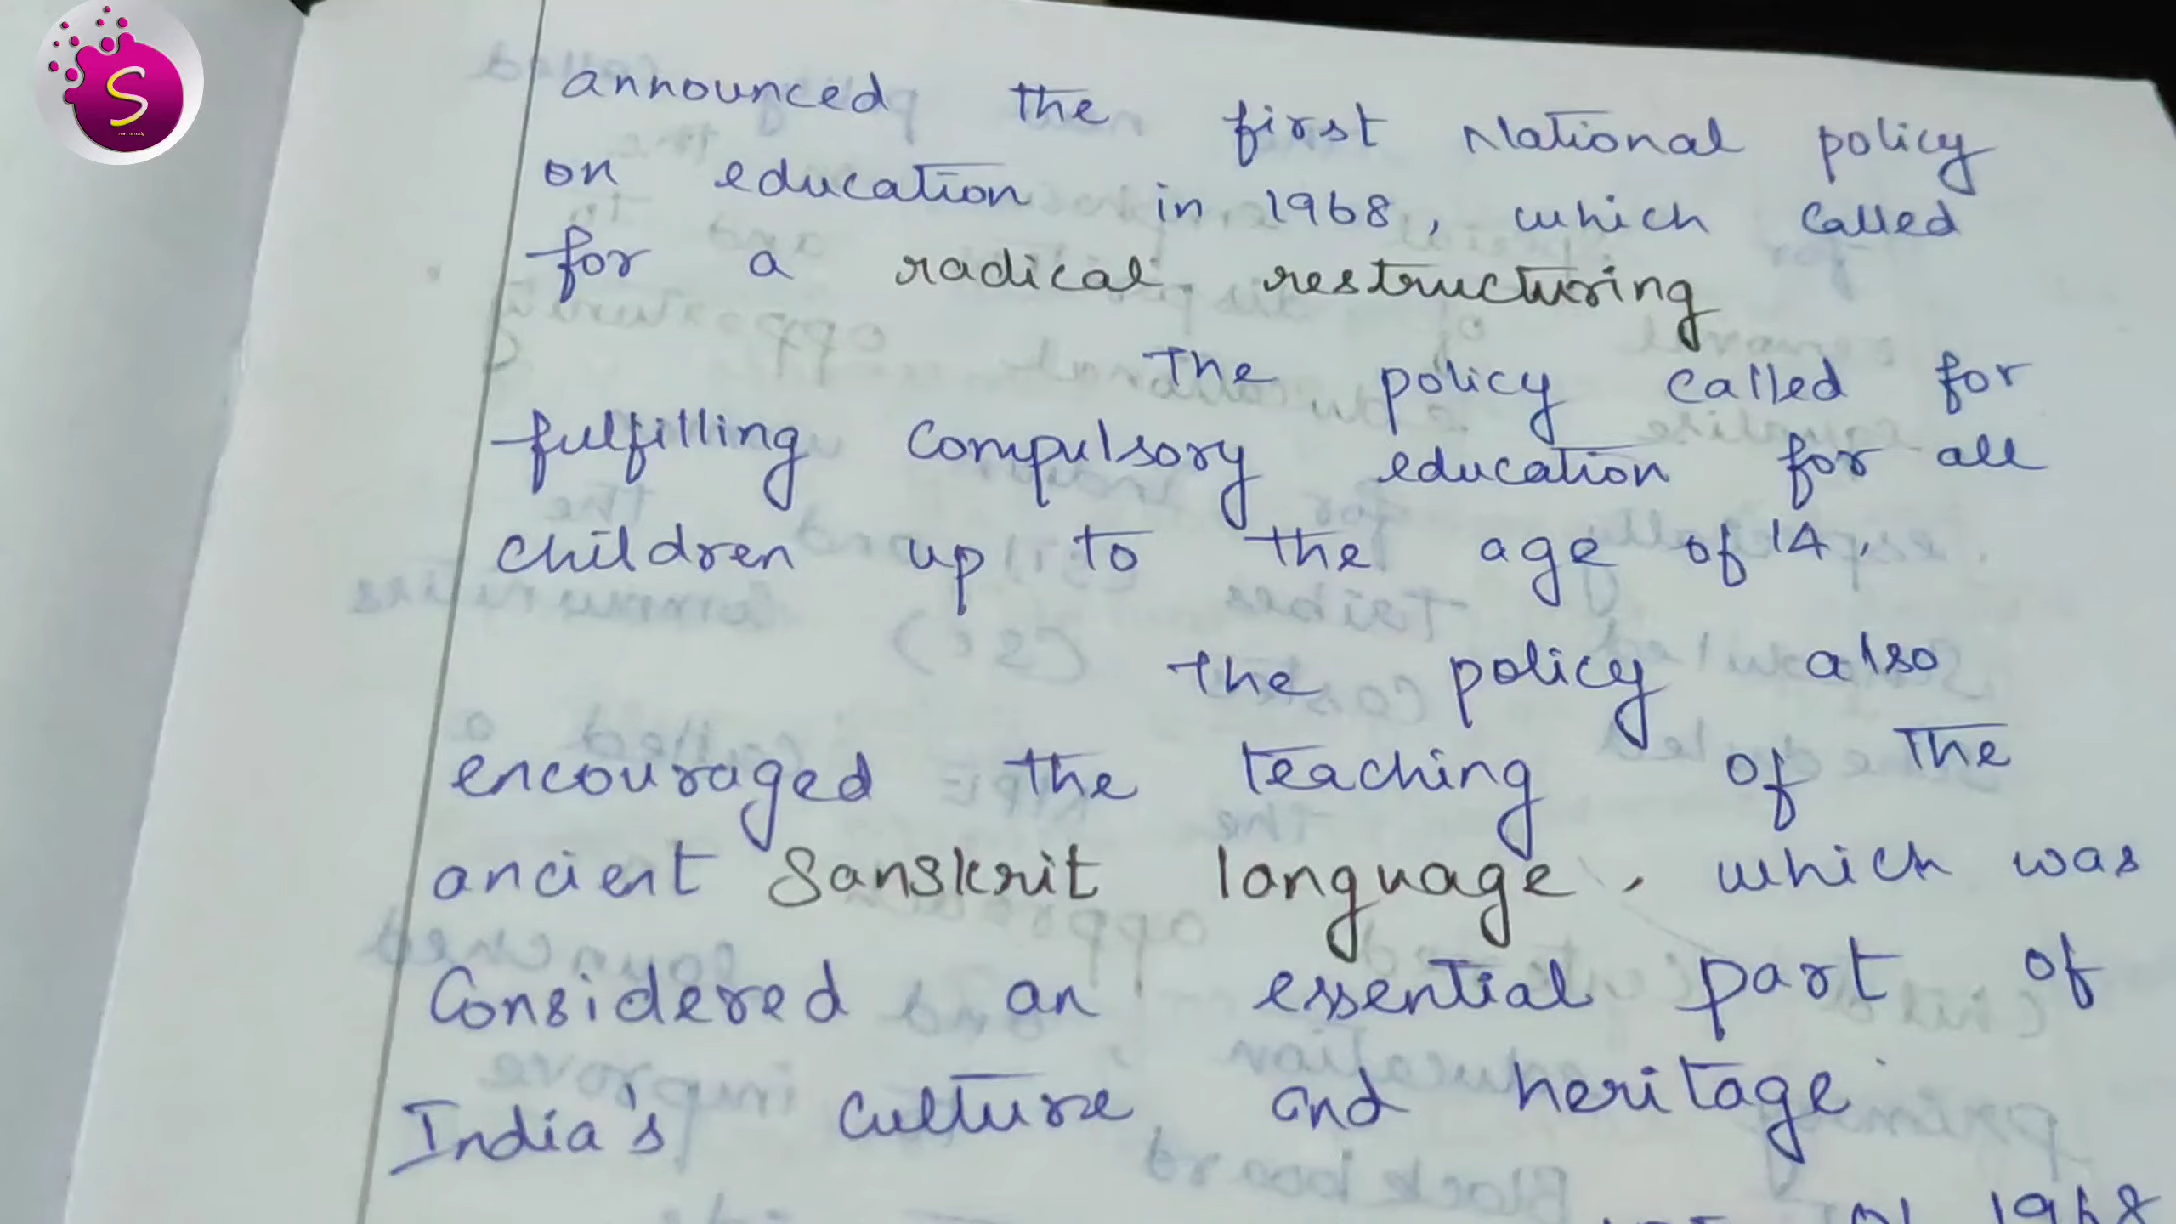 S
announced the first National policy
on education in 1968, which called
for a radical restructuring
The policy called for
fulfilling compulsory education for all
children up to the age of 14.
The policy also
encouraged the teaching of the
ancient Sanskrit language, which was
Considered an essential part of
India's culture and heritage
of 1968